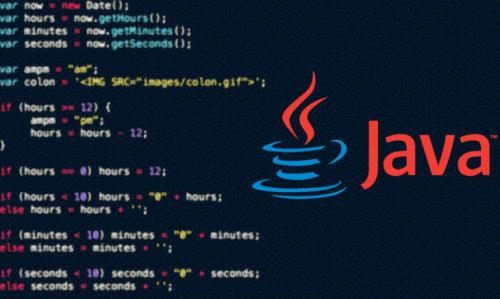 var now = new Date();
var hours = now.getHours();
var minutes = now.getMinutes();
var seconds = now.getSeconds();
var ampm = "am";
var colon = '<IMG SRC="images/colon.gif">';
if (hours >= 12) {
ampm = "pm";
hours = hours - 12;
}
if (hours == 0) hours = 12;
if (hours < 10) hours = "0" + hours;
else hours = hours + '';
if (minutes < 10) minutes = "0" + minutes;
else minutes = minutes + '';
if (seconds < 10) seconds = "0" + seconds;
else seconds = seconds + '';
Java™